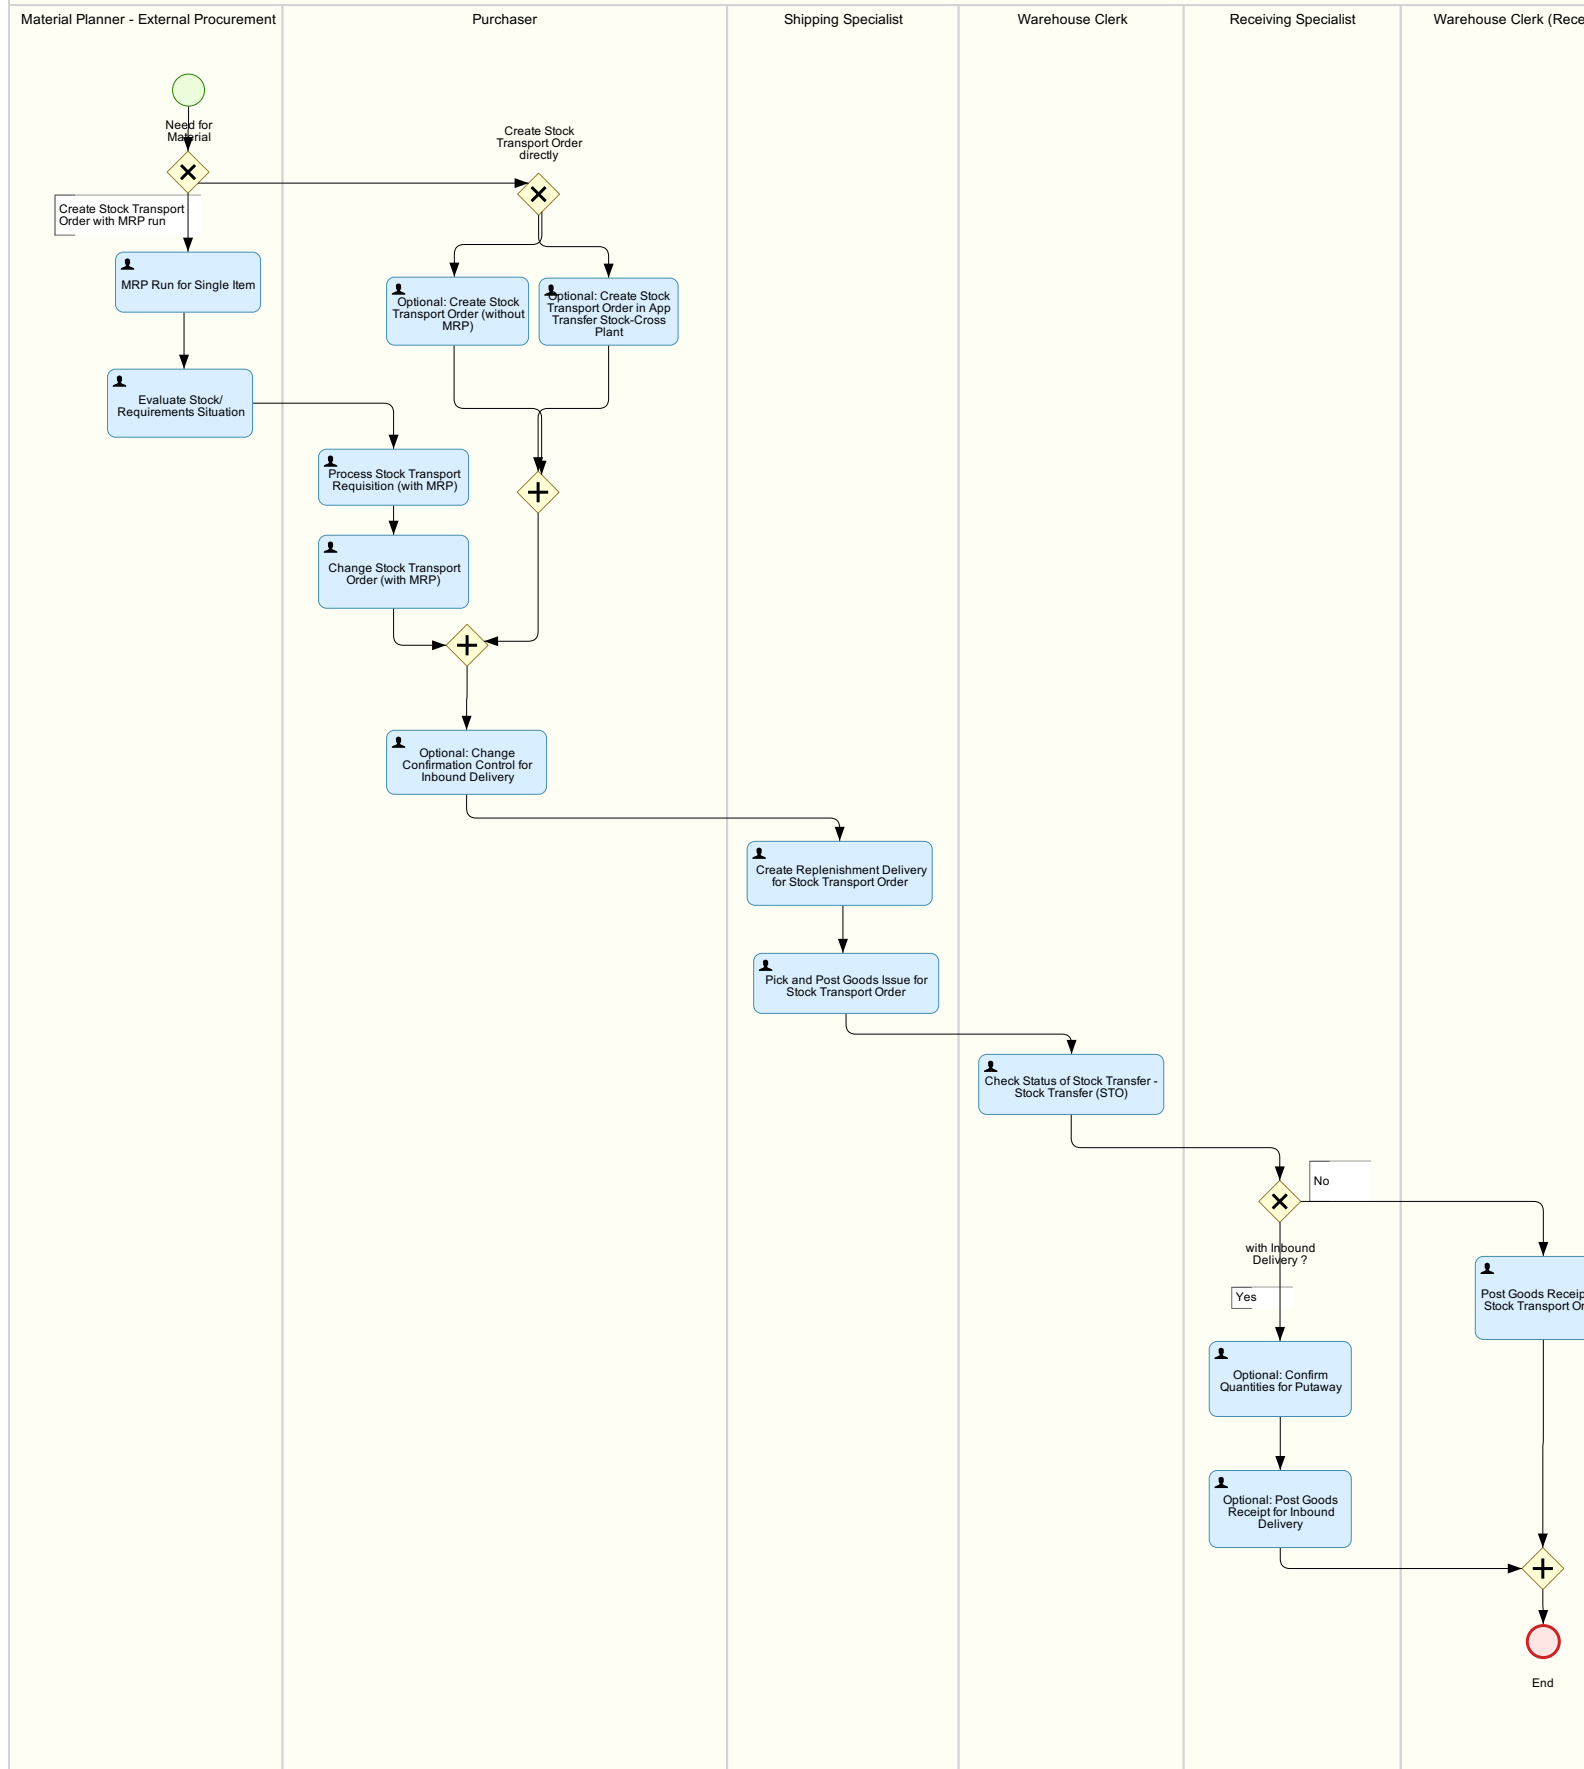 Material Planner - External Procurement
Purchaser
Shipping Specialist
Warehouse Clerk
Receiving Specialist
Warehouse Clerk
Need for
Material
Create Stock
Transport Order
directly
Create Stock Transport
Order with MRP run
MRP Run for Single Item
Optional: Create Stock
Transport Order (without
MRP)
Optional: Create Stock
Transport Order in App
Transfer Stock-Cross
Plant
Evaluate Stock/
Requirements Situation
Process Stock Transport
Requisition (with MRP)
Change Stock Transport
Order (with MRP)
Optional: Change
Confirmation Control for
Inbound Delivery
Create Replenishment Delivery
for Stock Transport Order
Pick and Post Goods Issue for
Stock Transport Order
Check Status of Stock Transfer -
Stock Transfer (STO)
No
with Inbound
Delivery ?
Yes
Post Goods
Stock Transport
Optional: Confirm
Quantities for Putaway
Optional: Post Goods
Receipt for Inbound
Delivery
End